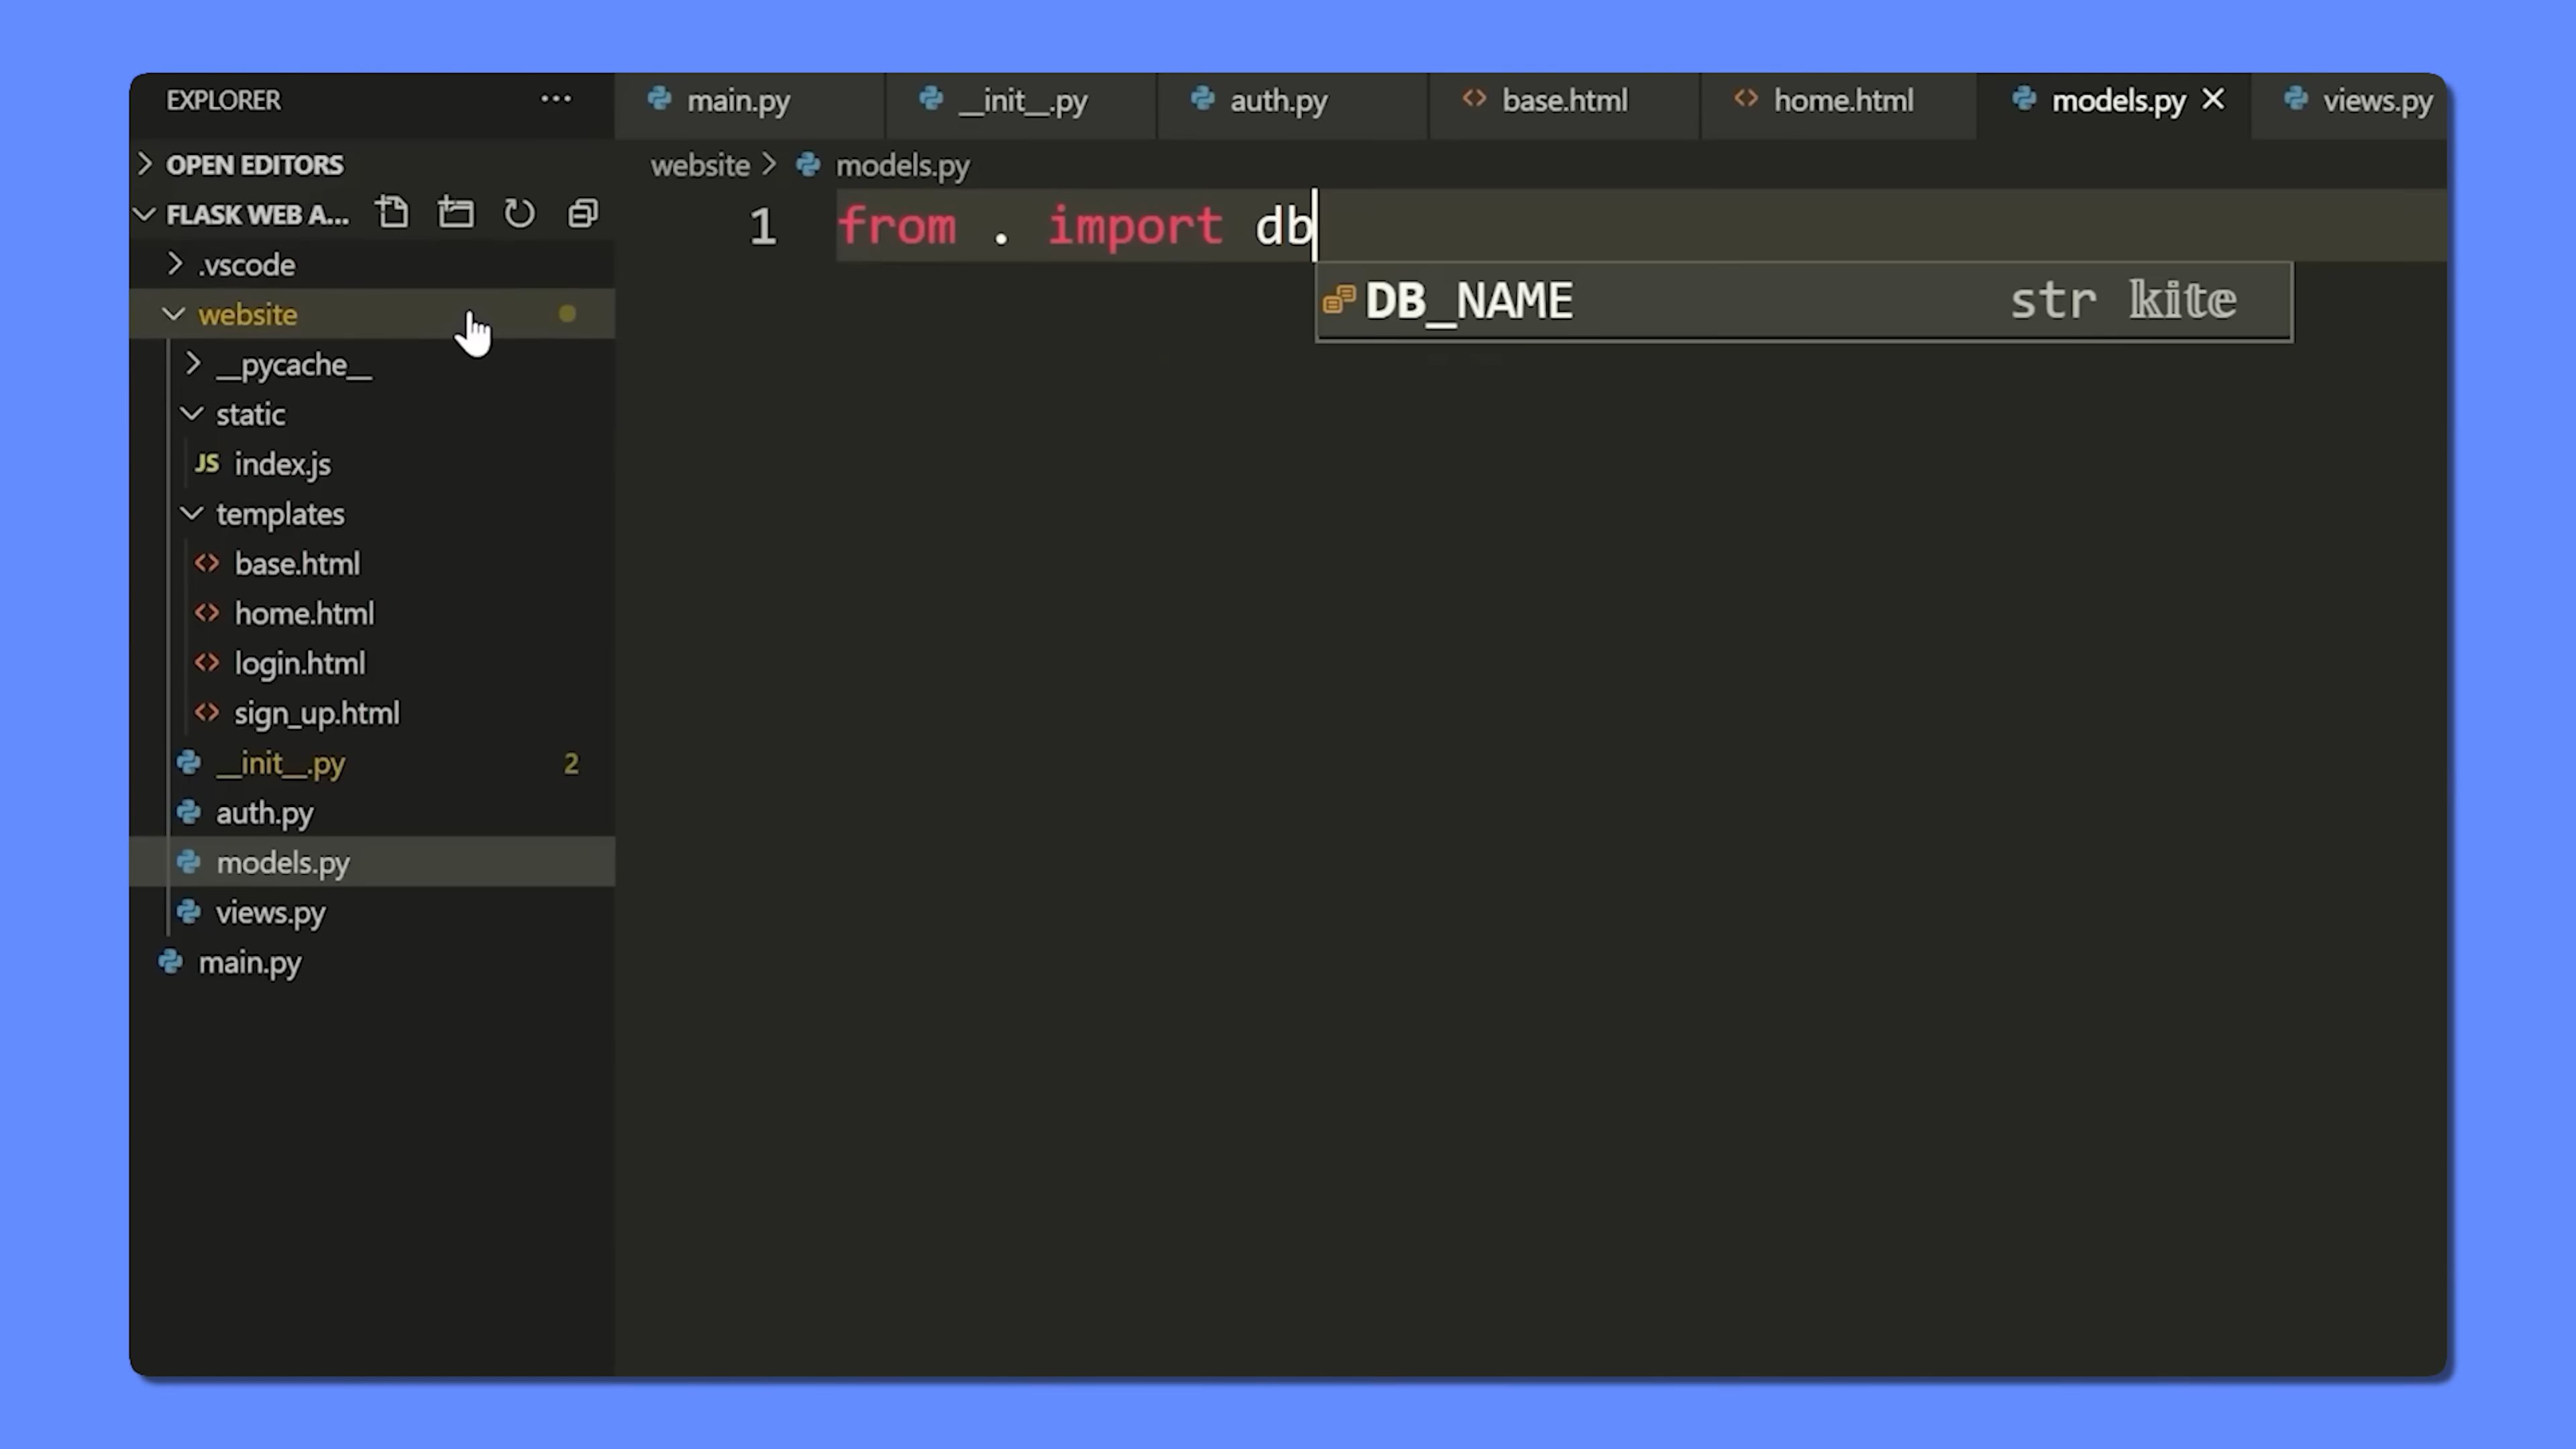 EXPLORER
main.py
__init__.py
auth.py
base.html
home.html
models.py
views.py
OPEN EDITORS
website > models.py
FLASK WEB A...
1 from . import db
.vscode
DB_NAME str kite
website
__pycache__
static
JS index.js
templates
base.html
home.html
login.html
sign_up.html
__init__.py 2
auth.py
models.py
views.py
main.py